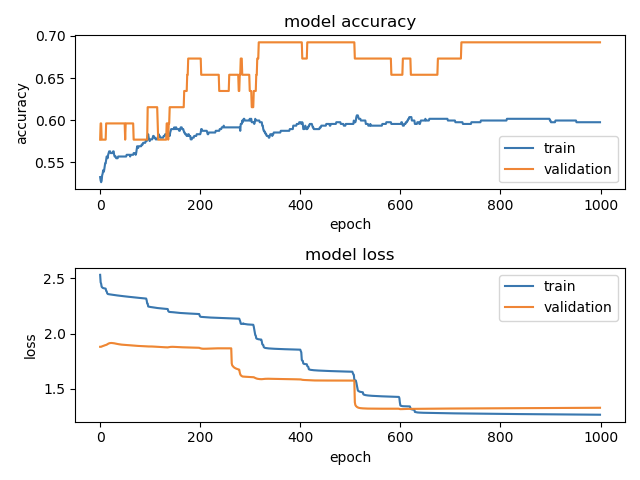 model accuracy
0.70
0.65
0.60
0.55
accuracy
train
validation
0 200 400 600 800 1000
epoch
model loss
2.5
2.0
1.5
loss
train
validation
0 200 400 600 800 1000
epoch